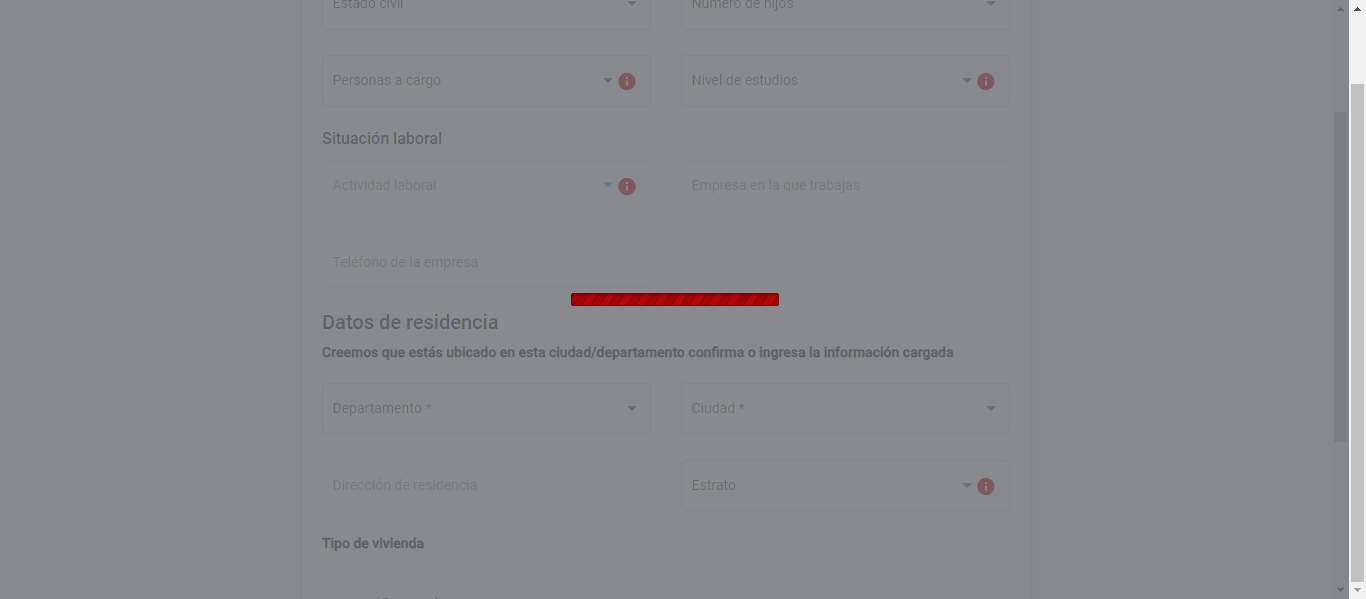 Estado civil
Número de hijos
Personas a cargo
Nivel de estudios
Situación laboral
Actividad laboral
Empresa en la que trabajas
Teléfono de la empresa
Datos de residencia
Creemos que estás ubicado en esta ciudad/departamento confirma o ingresa la información cargada
Departamento *
Ciudad *
Dirección de residencia
Estrato
Tipo de vivienda